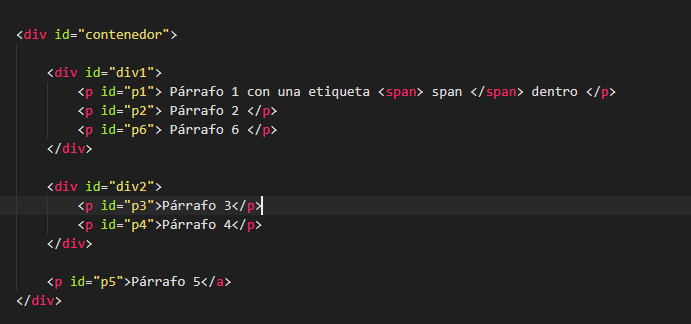 <div id="contenedor">
<div id="div1">
<p id="p1"> Párrafo 1 con una etiqueta <span> span </span> dentro </p>
<p id="p2"> Párrafo 2 </p>
<p id="p6"> Párrafo 6 </p>
</div>
<div id="div2">
<p id="p3">Párrafo 3</p>
<p id="p4">Párrafo 4</p>
</div>
<p id="p5">Párrafo 5</a>
</div>